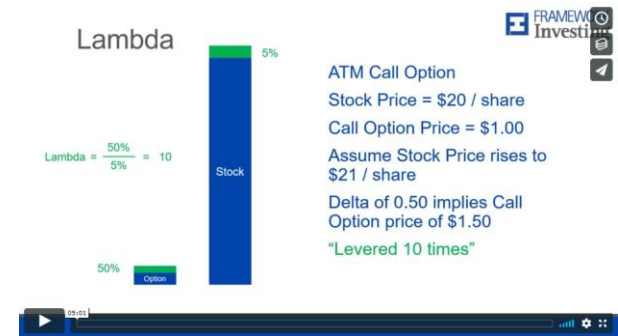 Lambda
FRAMEWO
Investi
5%
ATM Call Option
Stock Price = $20 / share
Call Option Price = $1.00
Assume Stock Price rises to
$21 / share
Delta of 0.50 implies Call
Option price of $1.50
"Levered 10 times"
Lambda = 50% / 5% = 10
Stock
50%
Option
05:01